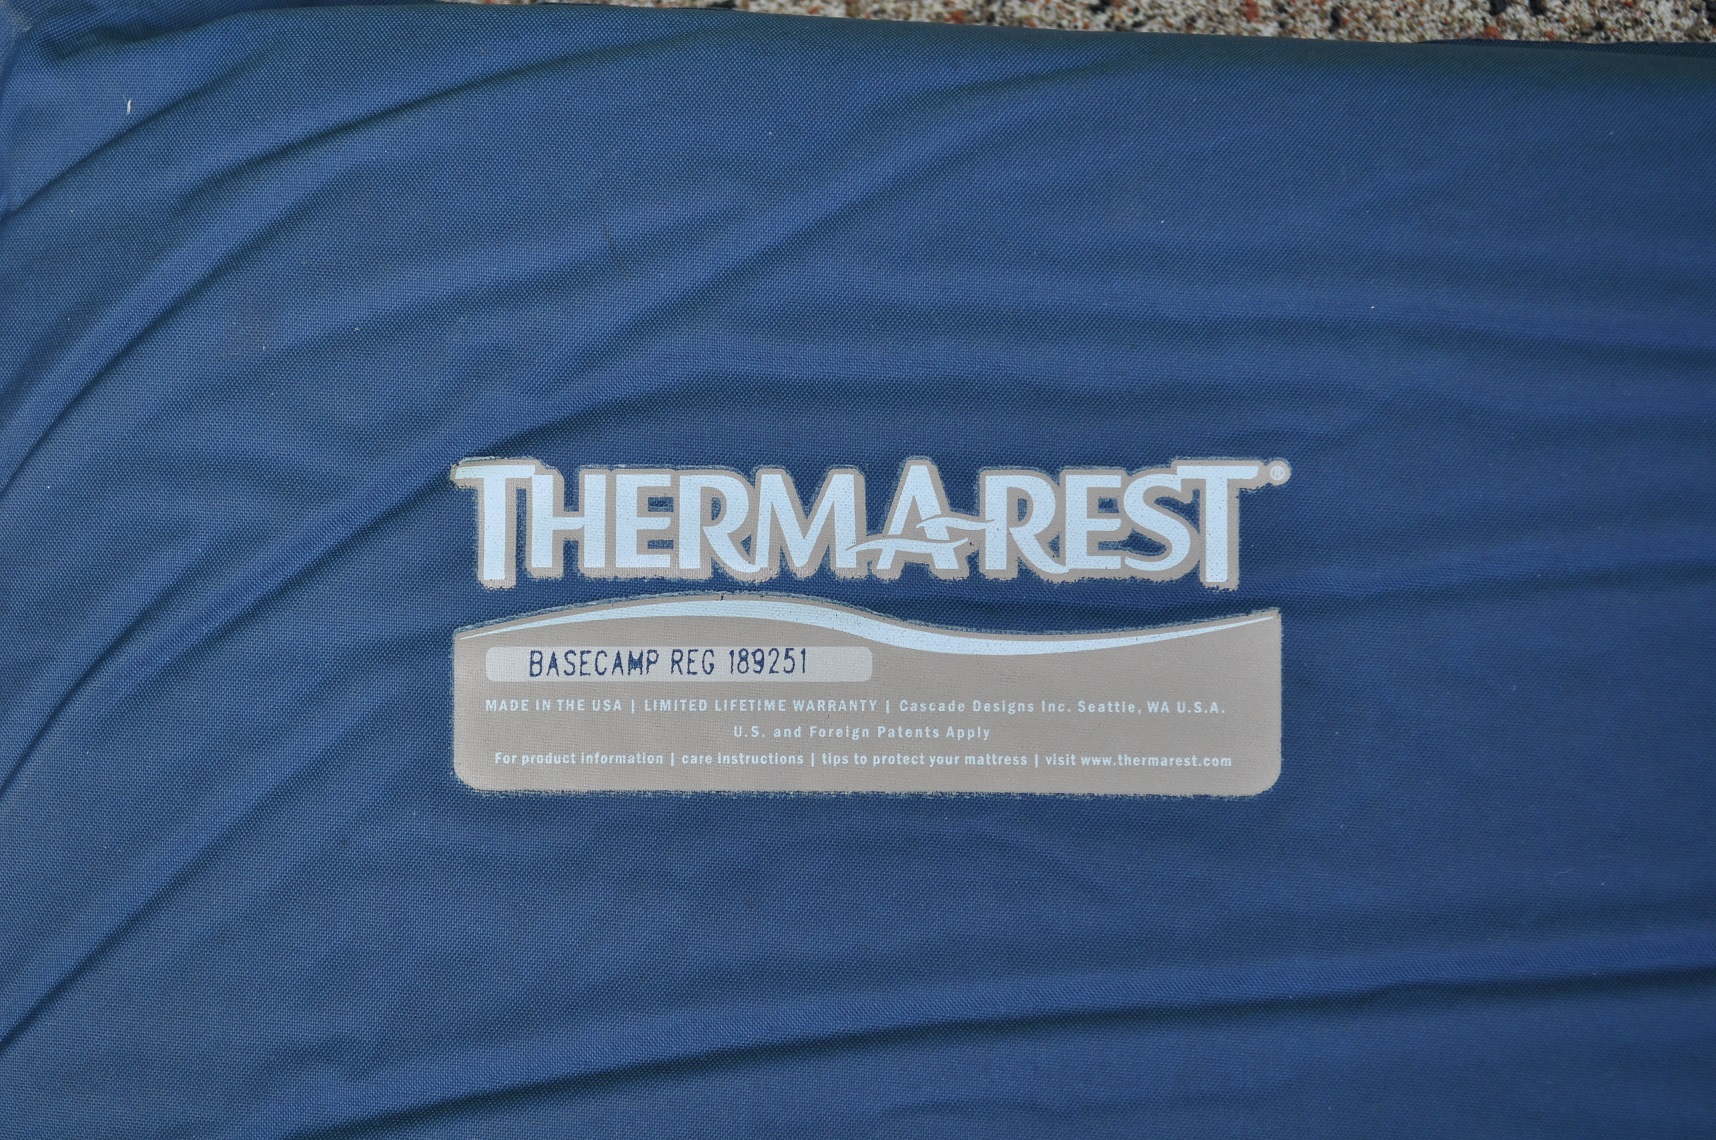 THERM-A-REST®
BASECAMP REG 189251
MADE IN THE USA | LIMITED LIFETIME WARRANTY | Cascade Designs Inc. Seattle, WA U.S.A.
U.S. and Foreign Patents Apply
For product information | care instructions | tips to protect your mattress | visit www.thermarest.com